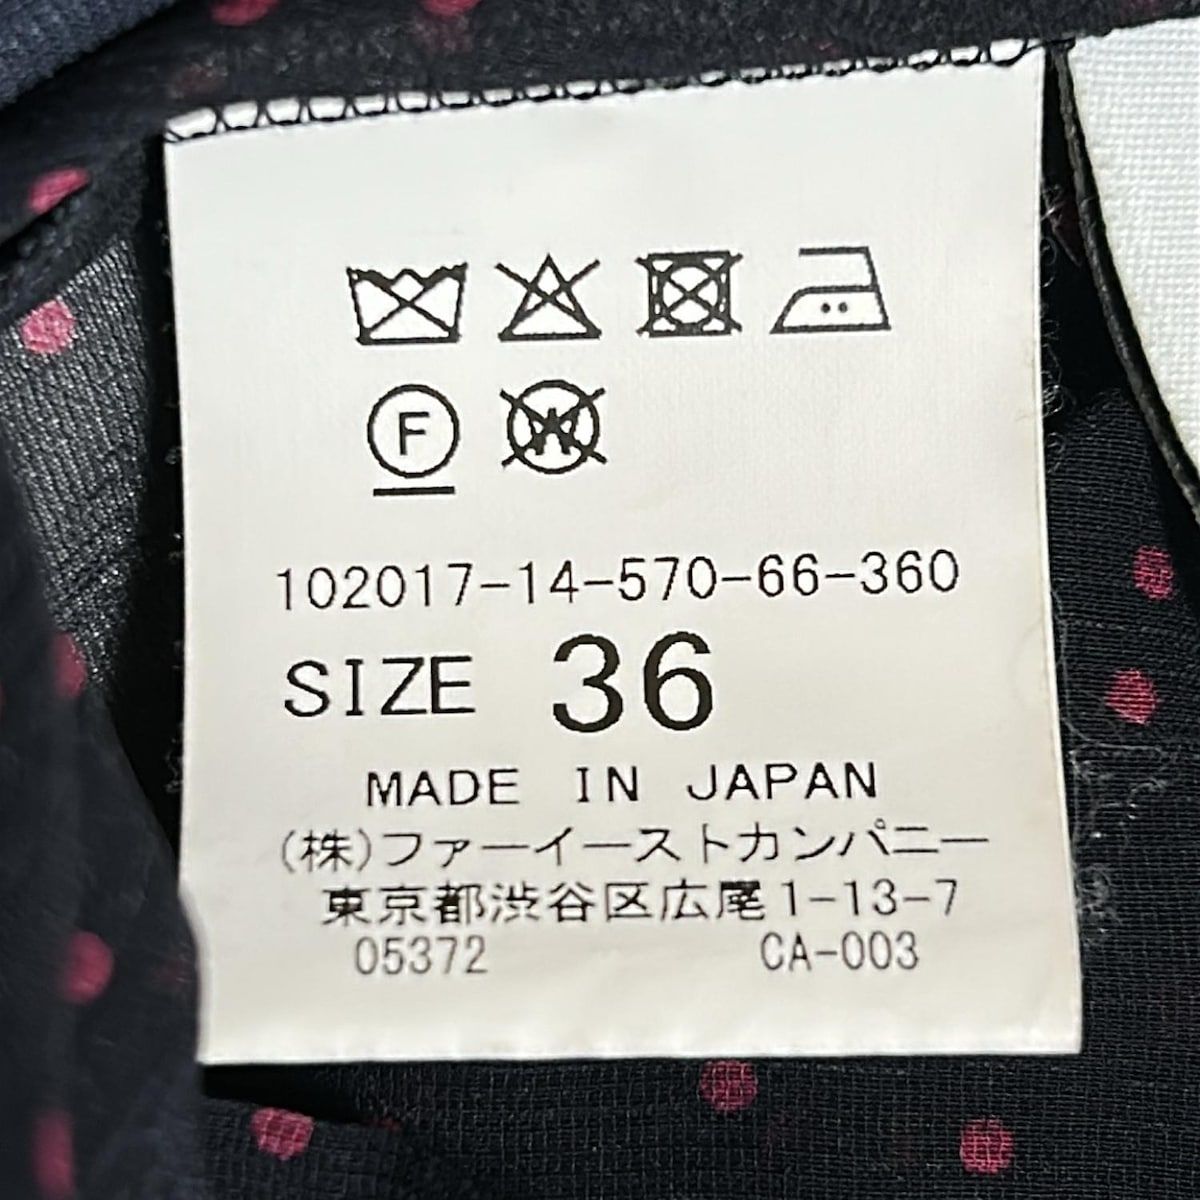 F
W
102017-14-570-66-360
SIZE 36
MADE IN JAPAN
(株)ファーイーストカンパニー
東京都渋谷区広尾1-13-7
05372 CA-003